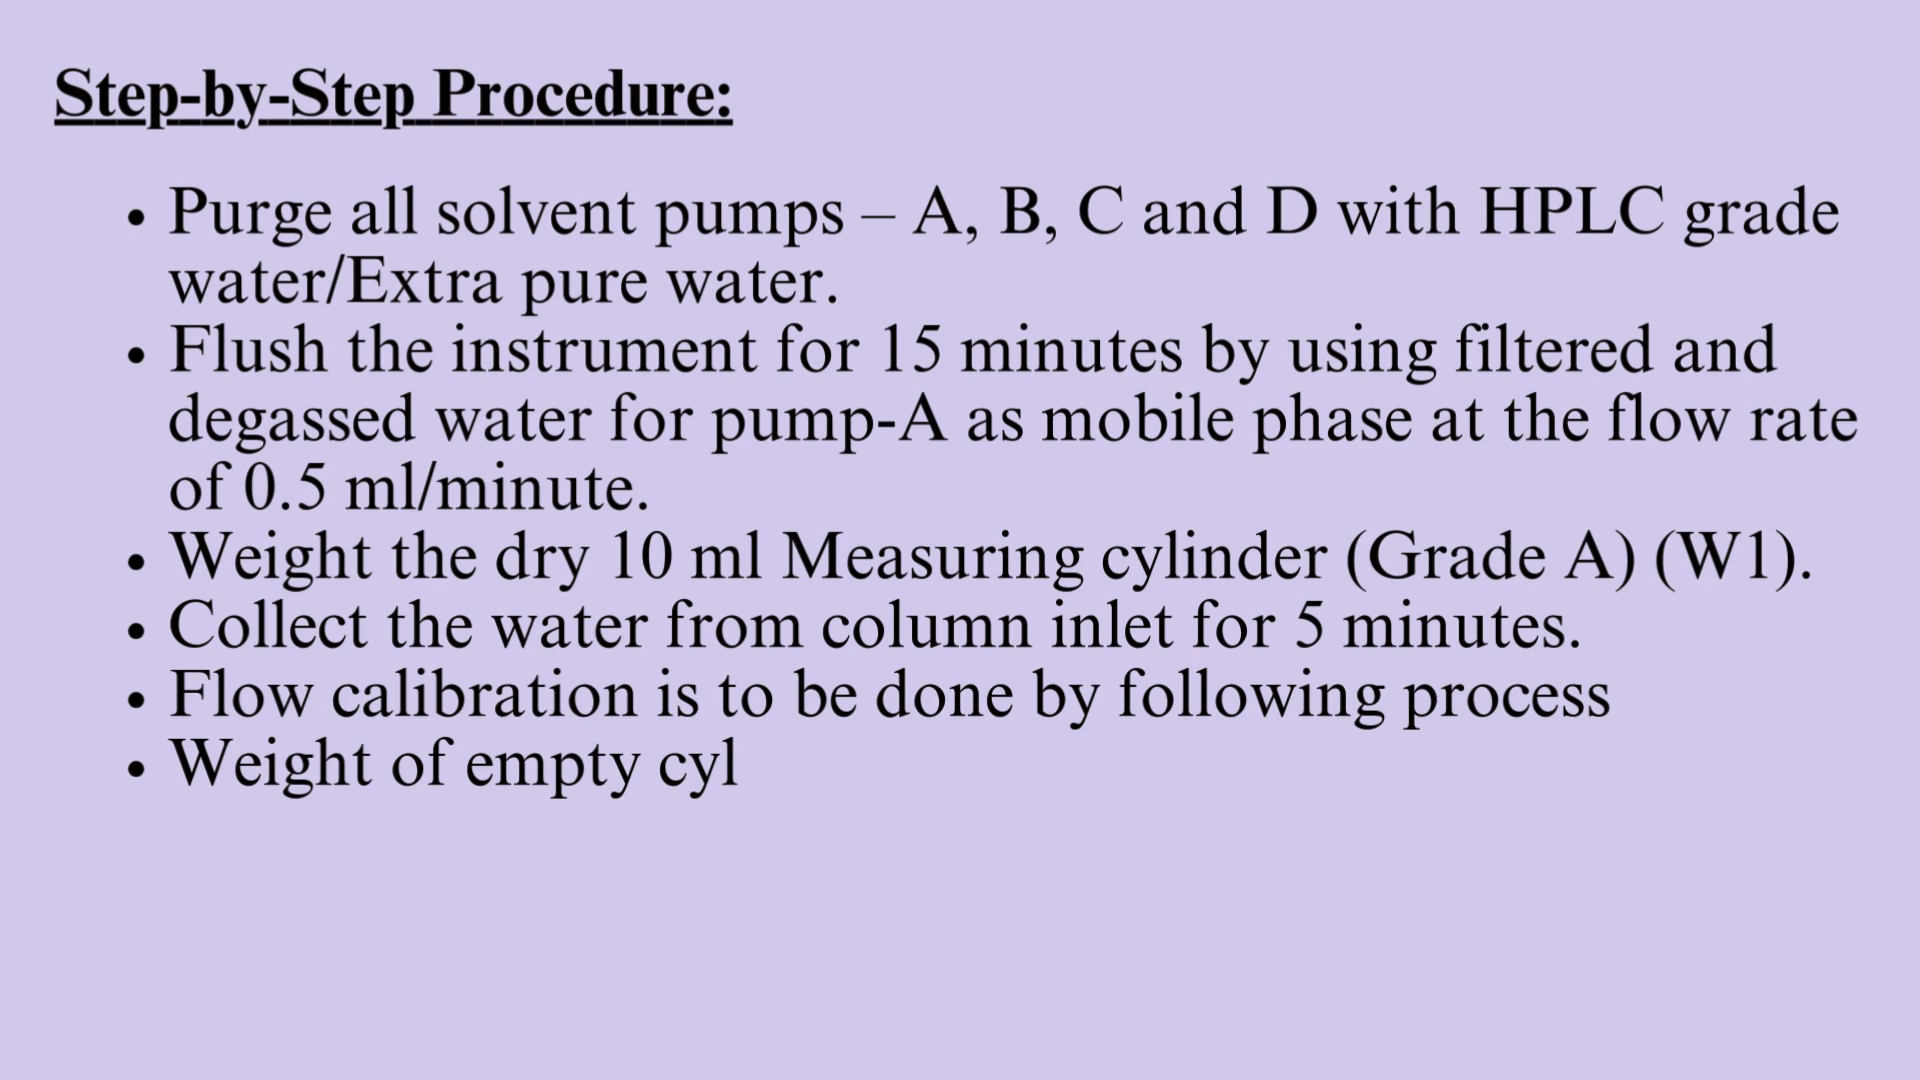 Step-by-Step Procedure:
• Purge all solvent pumps – A, B, C and D with HPLC grade
water/Extra pure water.
• Flush the instrument for 15 minutes by using filtered and
degassed water for pump-A as mobile phase at the flow rate
of 0.5 ml/minute.
• Weight the dry 10 ml Measuring cylinder (Grade A) (W1).
• Collect the water from column inlet for 5 minutes.
• Flow calibration is to be done by following process
• Weight of empty cyl